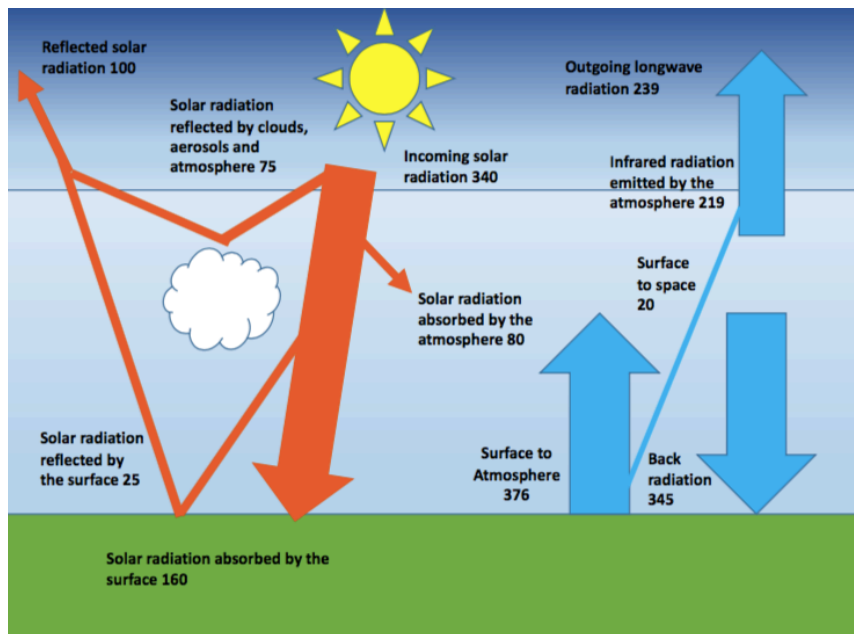 Reflected solar
radiation 100
Solar radiation
reflected by clouds,
aerosols and
atmosphere 75
Incoming solar
radiation 340
Outgoing longwave
radiation 239
Infrared radiation
emitted by the
atmosphere 219
Surface
to space
20
Solar radiation
absorbed by the
atmosphere 80
Solar radiation
reflected by
the surface 25
Surface to
Atmosphere
376
Back
radiation
345
Solar radiation absorbed by the
surface 160